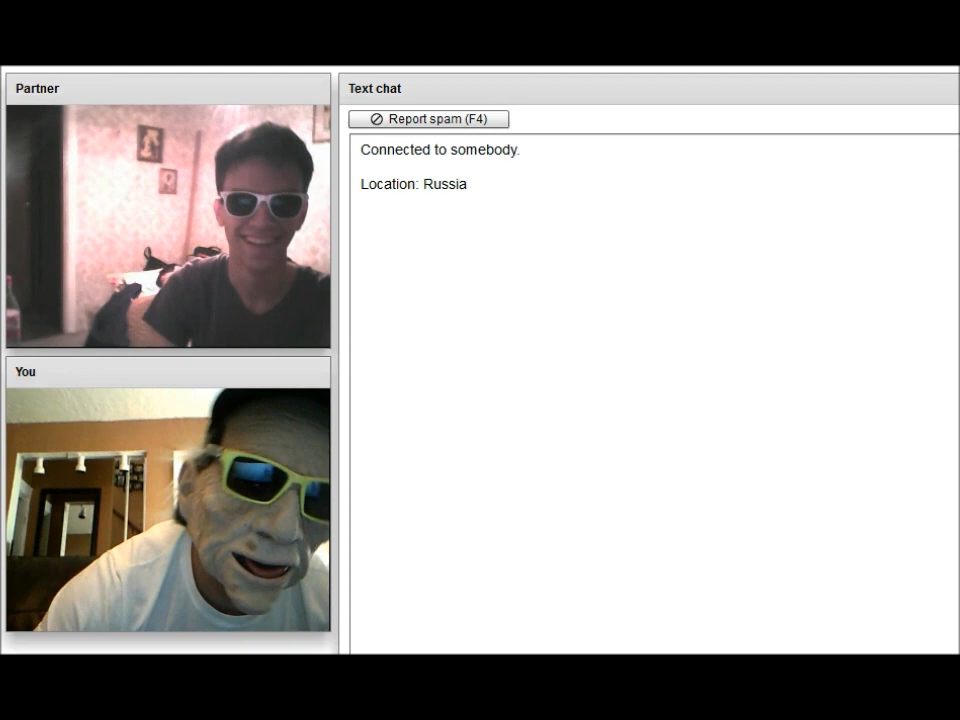 Partner
Text chat
Report spam (F4)
Connected to somebody.
Location: Russia
You